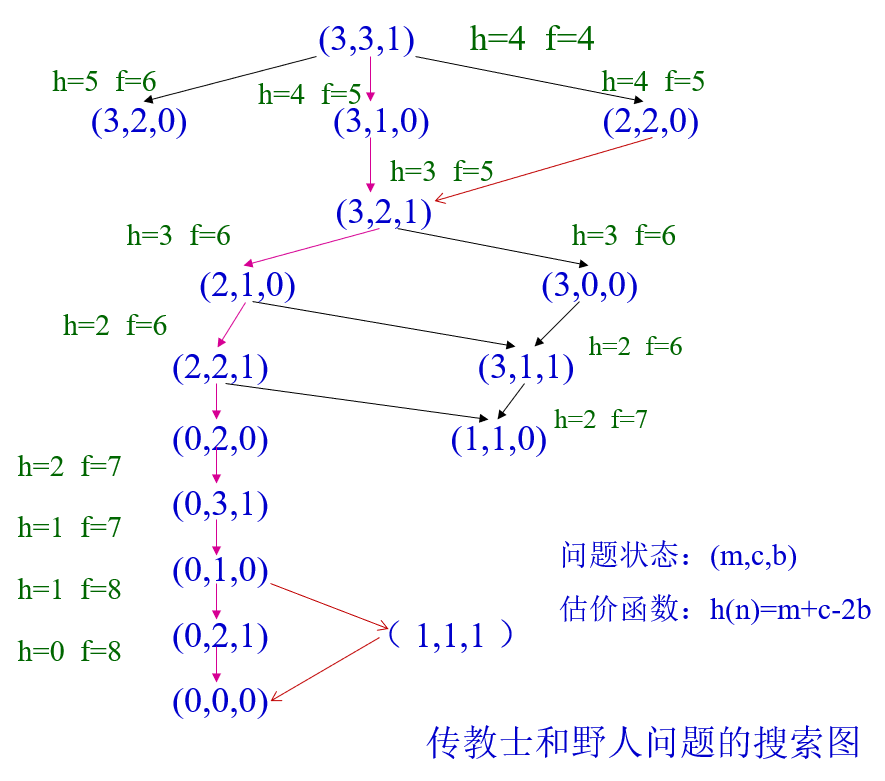 (3,3,1) h=4 f=4
h=5 f=6 h=4 f=5 h=4 f=5
(3,2,0) (3,1,0) (2,2,0)
h=3 f=5
(3,2,1)
h=3 f=6 h=3 f=6
(2,1,0) (3,0,0)
h=2 f=6 h=2 f=6
(2,2,1) (3,1,1)
(0,2,0) (1,1,0) h=2 f=7
h=2 f=7
(0,3,1)
h=1 f=7
(0,1,0) 问题状态：(m,c,b)
h=1 f=8 估价函数：h(n)=m+c-2b
(0,2,1) （ 1,1,1 ）
h=0 f=8
(0,0,0)
传教士和野人问题的搜索图